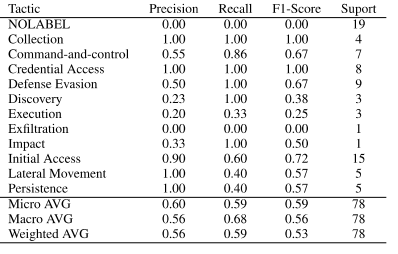 Tactic Precision Recall F1-Score Suport
NOLABEL 0.00 0.00 0.00 19
Collection 1.00 1.00 1.00 4
Command-and-control 0.55 0.86 0.67 7
Credential Access 1.00 1.00 1.00 8
Defense Evasion 0.50 1.00 0.67 9
Discovery 0.23 1.00 0.38 3
Execution 0.20 0.33 0.25 3
Exfiltration 0.00 0.00 0.00 1
Impact 0.33 1.00 0.50 1
Initial Access 0.90 0.60 0.72 15
Lateral Movement 1.00 0.40 0.57 5
Persistence 1.00 0.40 0.57 5
Micro AVG 0.60 0.59 0.59 78
Macro AVG 0.56 0.68 0.56 78
Weighted AVG 0.56 0.59 0.53 78